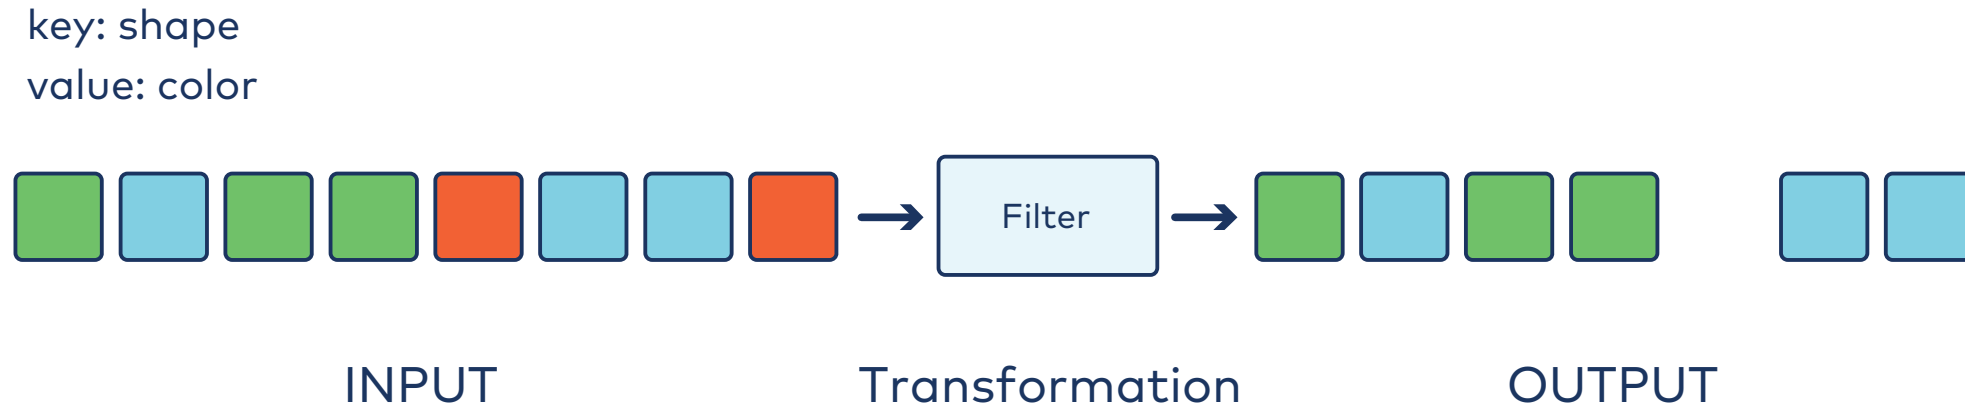 key: shape
value: color
Filter
INPUT
Transformation
OUTPUT